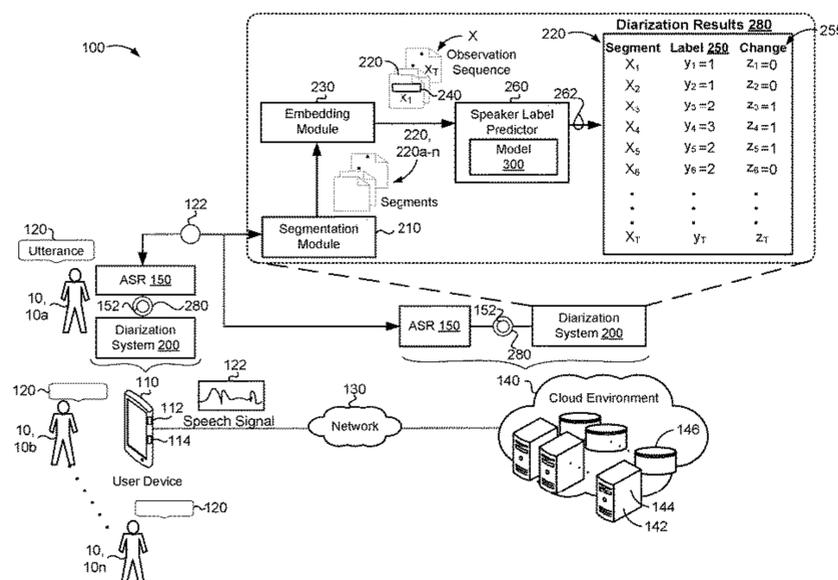 Diarization Results 280
220
255
Segment Label 250 Change
X1 y1=1 z1=0
X2 y2=1 z2=0
X3 y3=2 z3=1
X4 y4=3 z4=1
X5 y5=2 z5=1
X6 y6=2 z6=0
XT yT zT
100
X
220
XT
Observation
Sequence
X1
240
230
Embedding
Module
260
262
Speaker Label
Predictor
Model
300
220,
220a-n
Segments
122
Segmentation
Module
210
120
Utterance
10,
10a
ASR 150
152
280
Diarization
System 200
ASR 150
152
280
Diarization
System 200
120
10,
10b
110
112
114
User Device
122
Speech Signal
130
Network
140
Cloud Environment
146
144
142
120
10,
10n